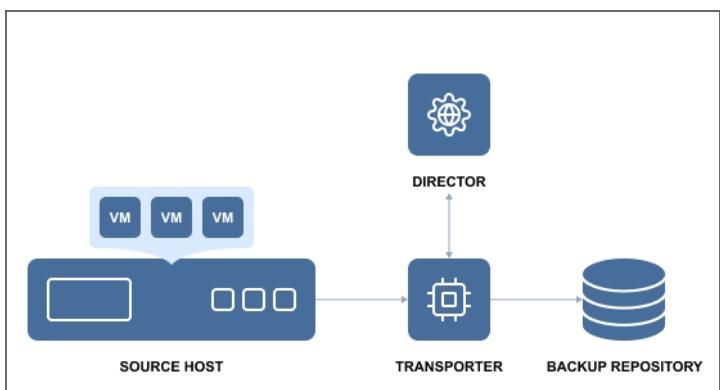 DIRECTOR
VM VM VM
SOURCE HOST
TRANSPORTER
BACKUP REPOSITORY